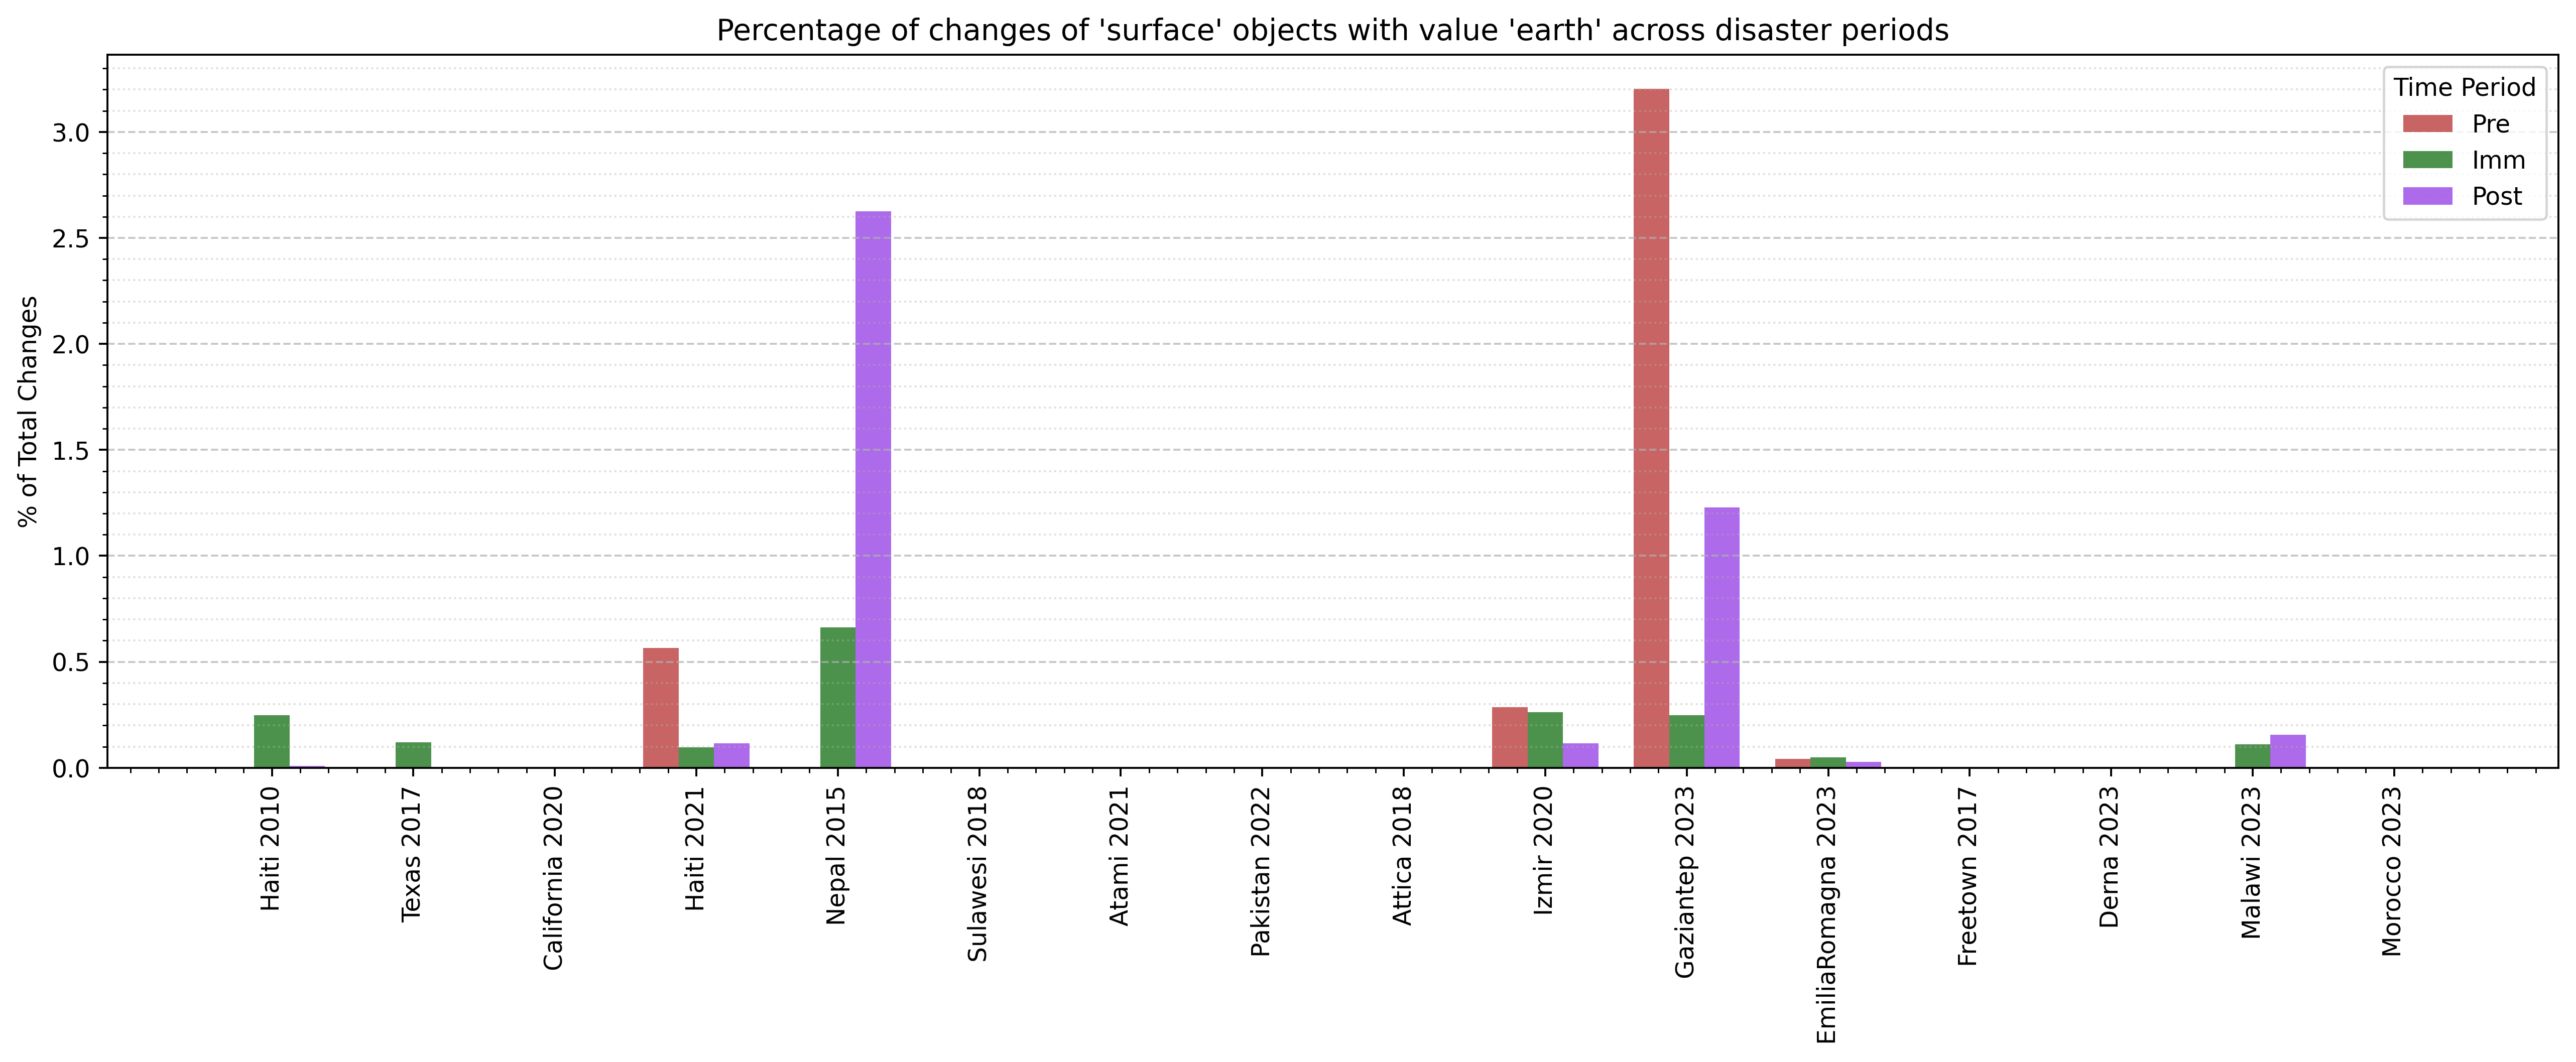 Percentage of changes of 'surface' objects with value 'earth' across disaster periods
% of Total Changes
3.0
2.5
2.0
1.5
1.0
0.5
0.0
Time Period
Pre
Imm
Post
Haiti 2010
Texas 2017
California 2020
Haiti 2021
Nepal 2015
Sulawesi 2018
Atami 2021
Pakistan 2022
Attica 2018
Izmir 2020
Gaziantep 2023
EmiliaRomagna 2023
Freetown 2017
Derna 2023
Malawi 2023
Morocco 2023